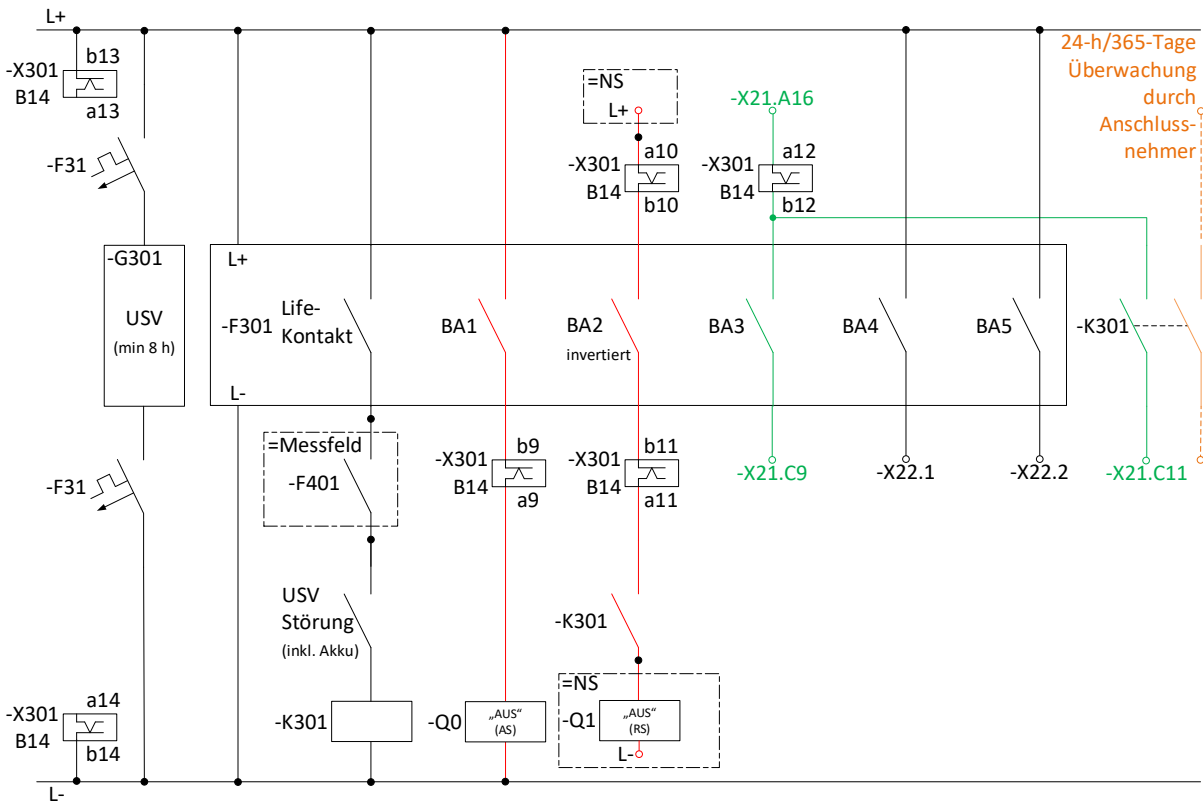 L+
-X301
B14
b13
a13
-F31
-G301
USV
(min 8 h)
-F31
-X301
B14
a14
b14
L-
L+
-F301
L-
Life-
Kontakt
=Messfeld
-F401
USV
Störung
(inkl. Akku)
-K301
BA1
-X301
B14
b9
a9
-Q0
„AUS“
(AS)
=NS
L+
-X301
B14
a10
b10
BA2
invertiert
-X301
B14
b11
a11
-K301
=NS
-Q1
„AUS“
(RS)
L-
-X21.A16
-X301
B14
a12
b12
BA3
-X21.C9
BA4
-X22.1
BA5
-X22.2
-K301
-X21.C11
24-h/365-Tage
Überwachung
durch
Anschluss-
nehmer